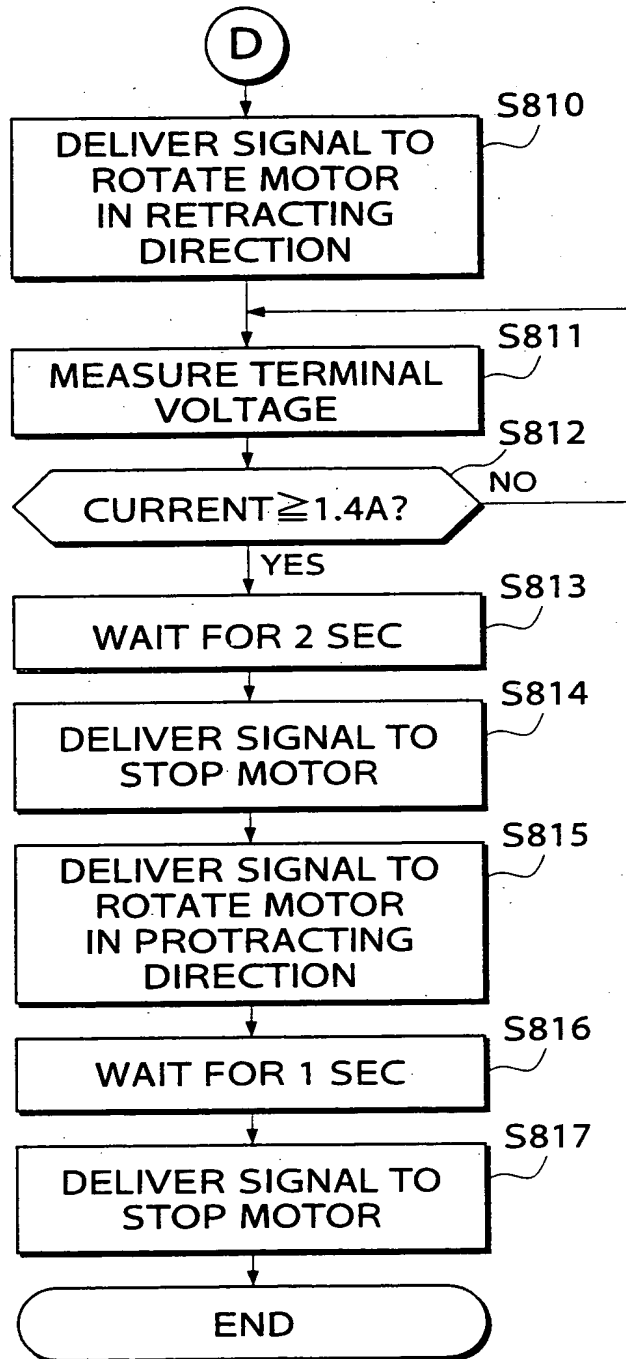 D
S810
DELIVER SIGNAL TO
ROTATE MOTOR
IN RETRACTING
DIRECTION
S811
MEASURE TERMINAL
VOLTAGE
S812
CURRENT≧1.4A?
NO
YES
S813
WAIT FOR 2 SEC
S814
DELIVER SIGNAL TO
STOP MOTOR
S815
DELIVER SIGNAL TO
ROTATE MOTOR
IN PROTRACTING
DIRECTION
S816
WAIT FOR 1 SEC
S817
DELIVER SIGNAL TO
STOP MOTOR
END